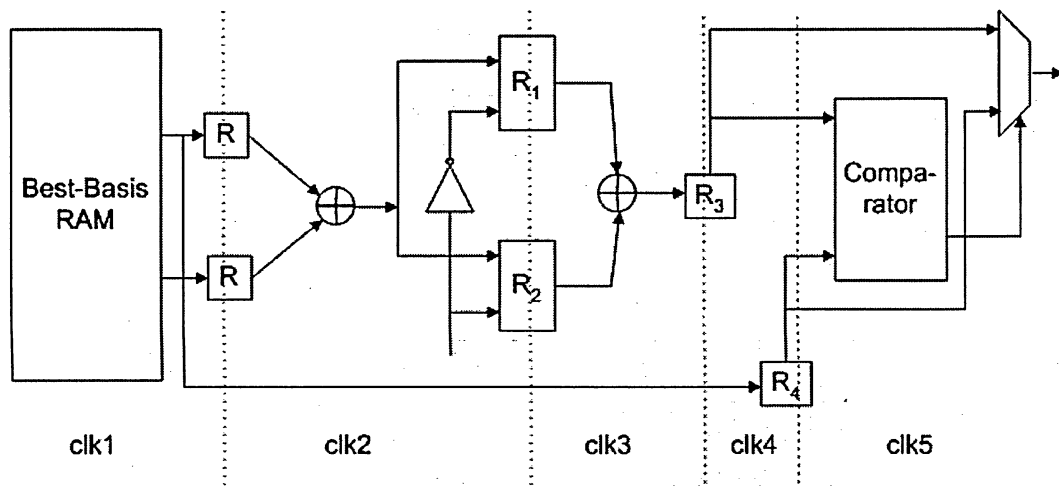 Best-Basis
RAM
R
R
R1
R2
R3
R4
Compa-
rator
clk1
clk2
clk3
clk4
clk5